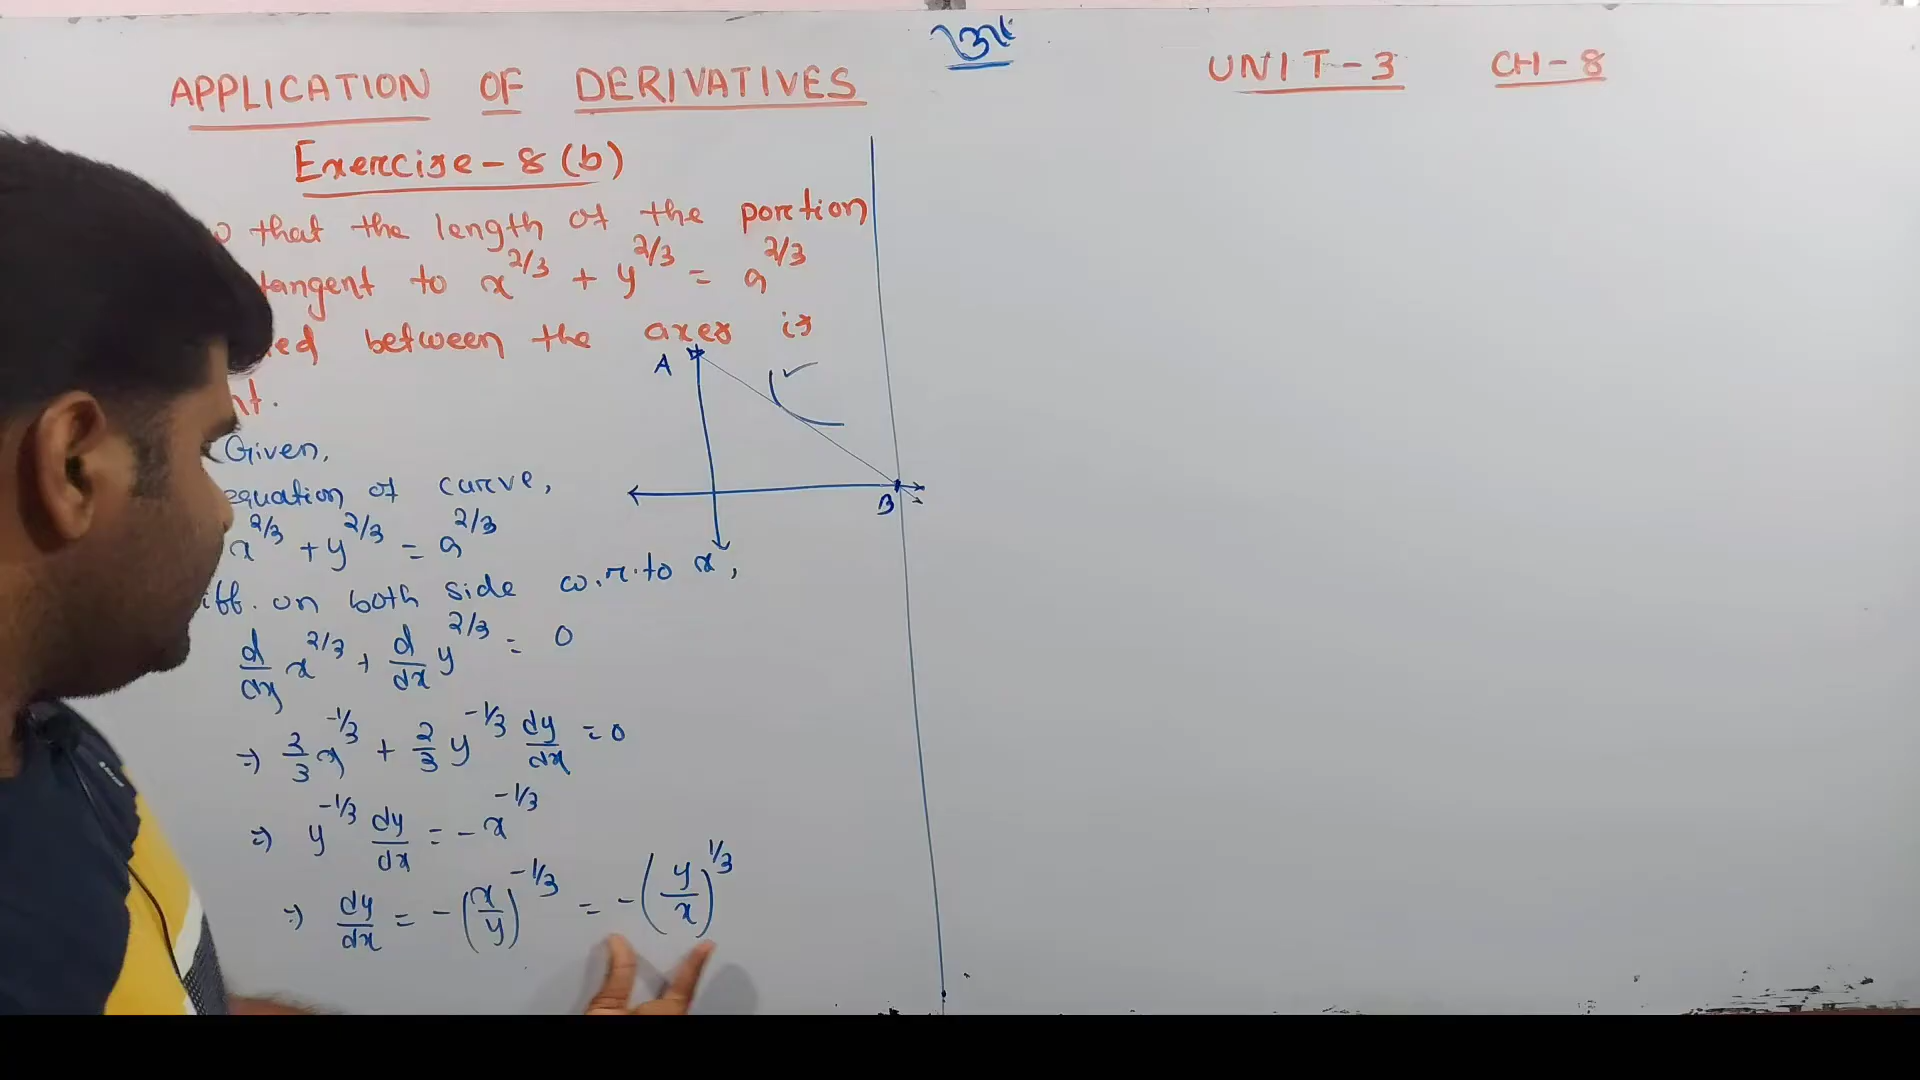 APPLICATION OF DERIVATIVES
UNIT-3 CH-8
Exercise-8(b)
that the length of the portion
tangent to x^{2/3} + y^{2/3} = a^{2/3}
between the axes is
A
B
Given,
equation of curve,
x^{2/3} + y^{2/3} = a^{2/3}
on both side w.r.to x,
d/dx x^{2/3} + d/dx y^{2/3} = 0
⇒ 2/3 x^{-1/3} + 2/3 y^{-1/3} dy/dx = 0
⇒ y^{-1/3} dy/dx = -x^{-1/3}
⇒ dy/dx = -(x/y)^{-1/3} = -(y/x)^{1/3}